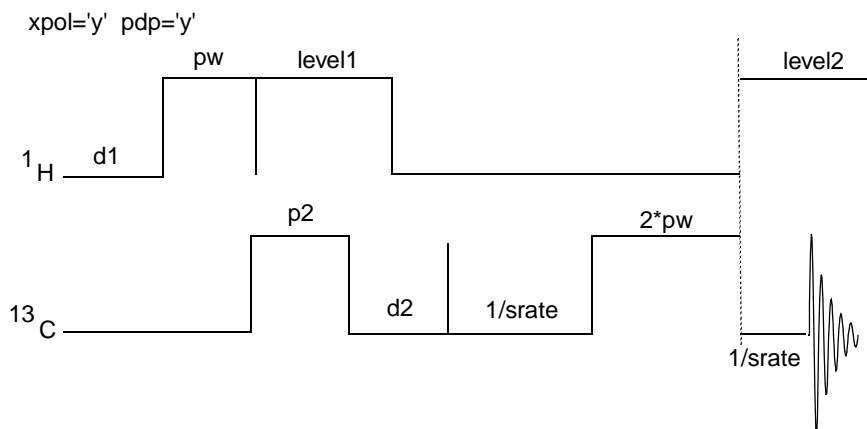 xpol='y' pdp='y'
pw level1 level2
1H d1
p2 2*pw
13C d2 1/srate
1/srate